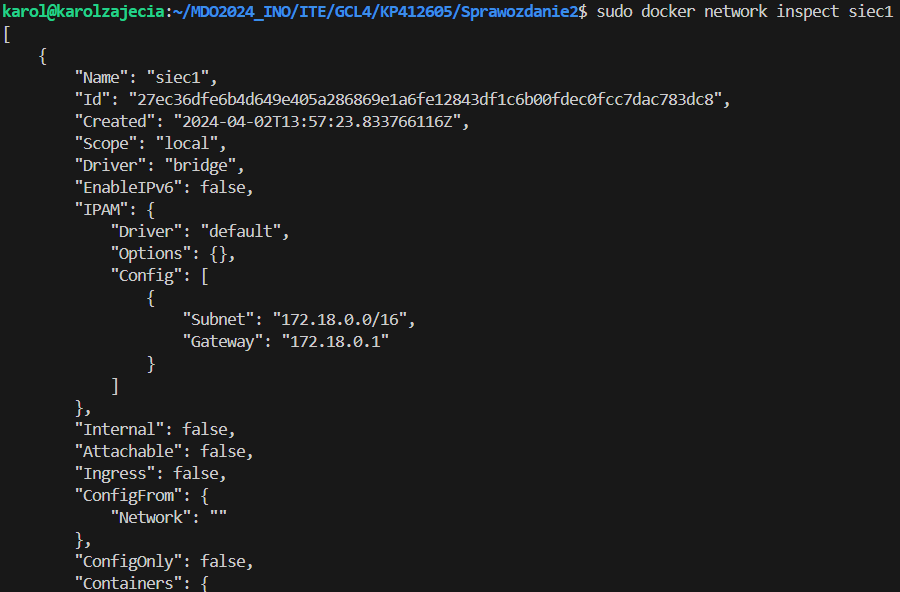 karol@karolzajecia:~/MDO2024_INO/ITE/GCL4/KP412605/Sprawozdanie2$ sudo docker network inspect siec1
[
    {
        "Name": "siec1",
        "Id": "27ec36dfe6b4d649e405a286869e1a6fe12843df1c6b00fdec0fcc7dac783dc8",
        "Created": "2024-04-02T13:57:23.833766116Z",
        "Scope": "local",
        "Driver": "bridge",
        "EnableIPv6": false,
        "IPAM": {
            "Driver": "default",
            "Options": {},
            "Config": [
                {
                    "Subnet": "172.18.0.0/16",
                    "Gateway": "172.18.0.1"
                }
            ]
        },
        "Internal": false,
        "Attachable": false,
        "Ingress": false,
        "ConfigFrom": {
            "Network": ""
        },
        "ConfigOnly": false,
        "Containers": {